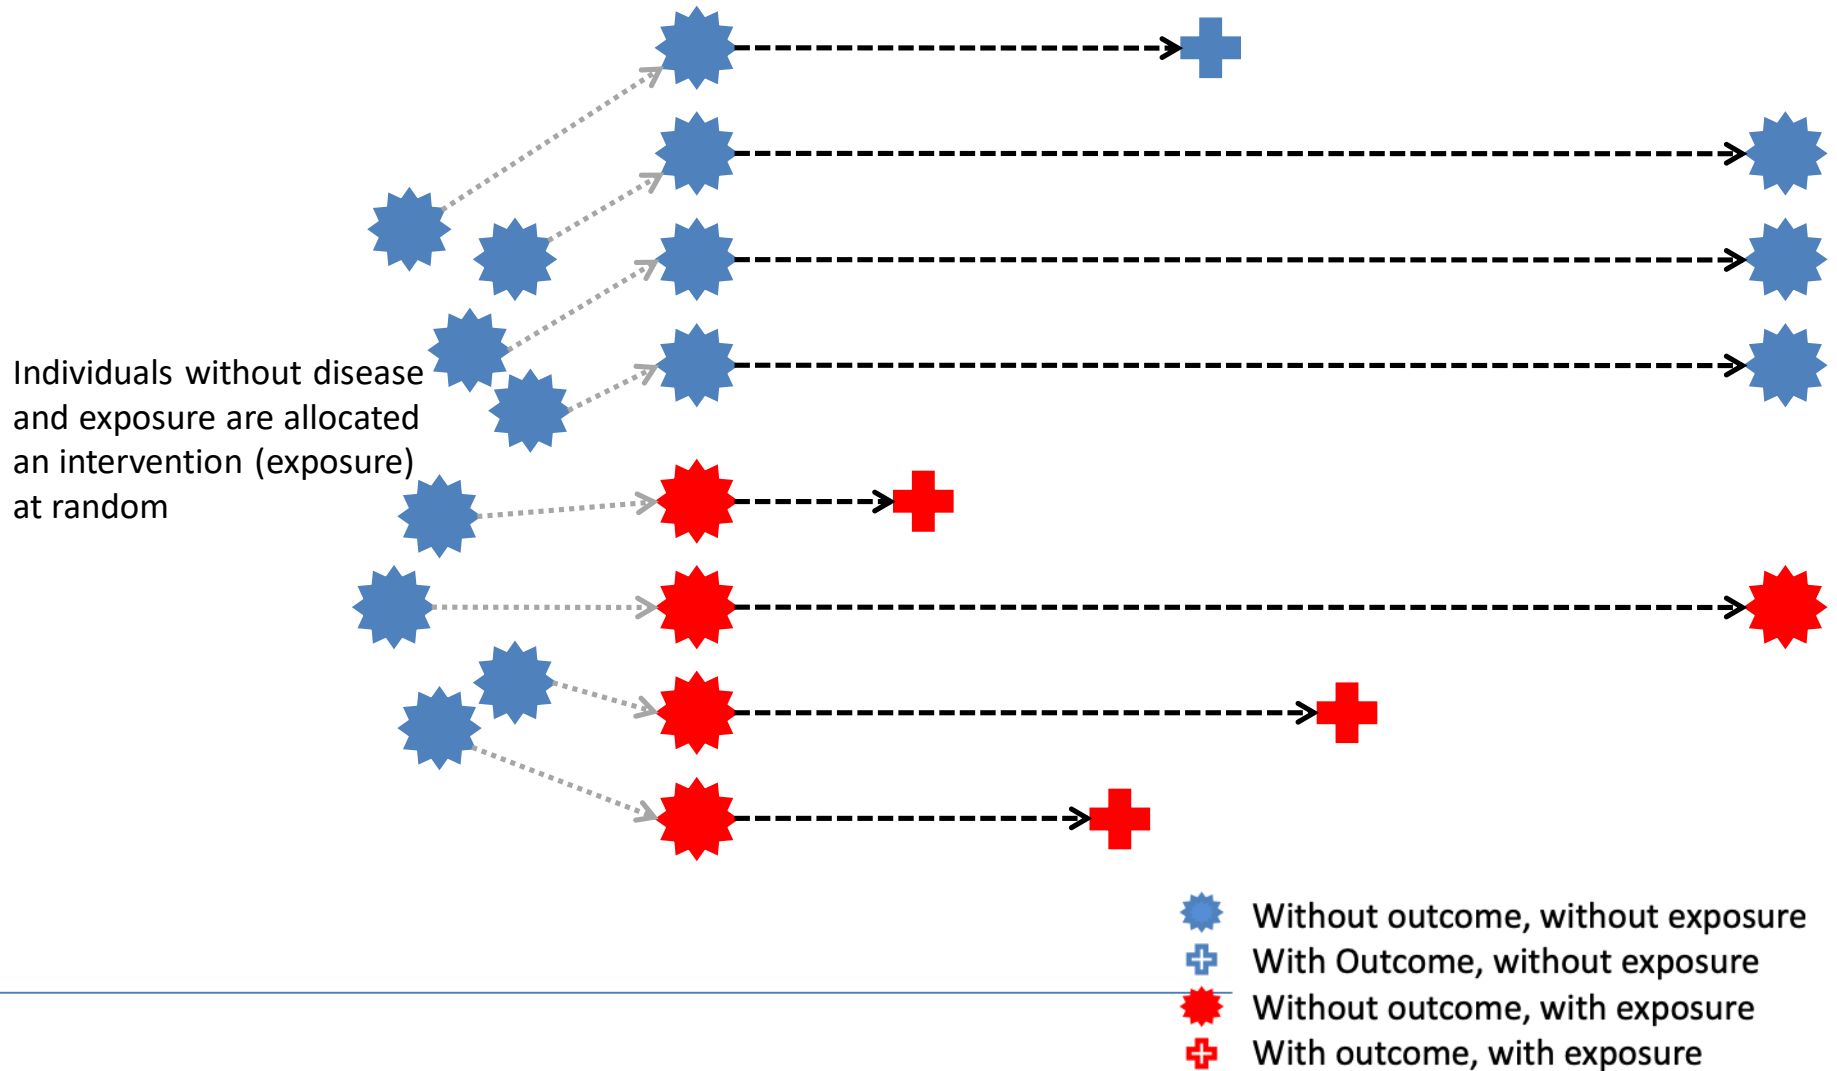 Individuals without disease
and exposure are allocated
an intervention (exposure)
at random
Without outcome, without exposure
With Outcome, without exposure
Without outcome, with exposure
With outcome, with exposure